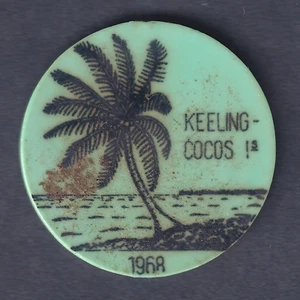 KEELING-
COCOS Iˢ
1968